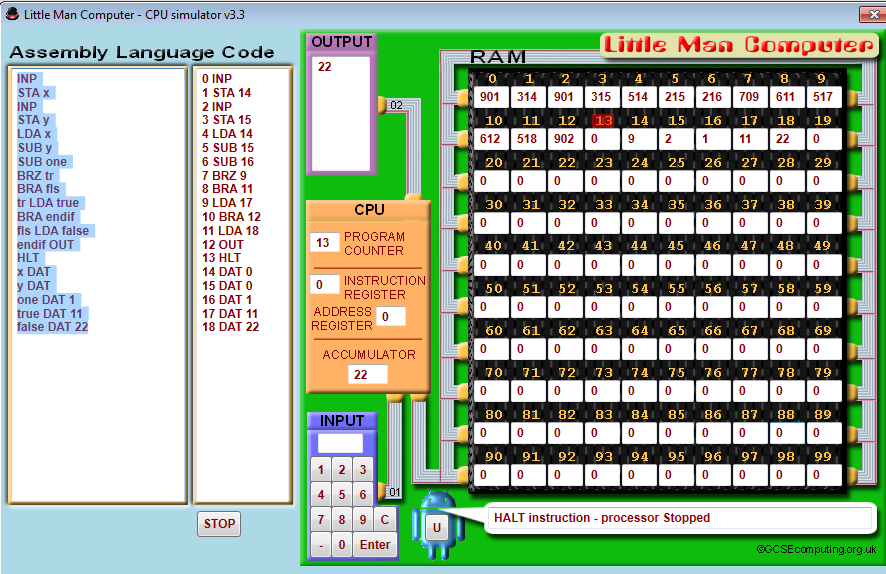 Little Man Computer - CPU simulator v3.3
Assembly Language Code
INP
STA x
INP
STA y
LDA x
SUB y
SUB one
BRZ tr
BRA fls
tr LDA true
BRA endif
fls LDA false
endif OUT
HLT
x DAT
y DAT
one DAT 1
true DAT 11
false DAT 22
0 INP
1 STA 14
2 INP
3 STA 15
4 LDA 14
5 SUB 15
6 SUB 16
7 BRZ 9
8 BRA 11
9 LDA 17
10 BRA 12
11 LDA 18
12 OUT
13 HLT
14 DAT 0
15 DAT 0
16 DAT 1
17 DAT 11
18 DAT 22
STOP
OUTPUT
22
02
CPU
13 PROGRAM
COUNTER
0 INSTRUCTION
REGISTER
ADDRESS
REGISTER 0
ACCUMULATOR
22
INPUT
1 2 3
4 5 6
7 8 9 C
- 0 Enter
01
RAM
Little Man Computer
0 1 2 3 4 5 6 7 8 9
901 314 901 315 514 215 216 709 611 517
10 11 12 13 14 15 16 17 18 19
612 518 902 0 9 2 1 11 22 0
20 21 22 23 24 25 26 27 28 29
0 0 0 0 0 0 0 0 0 0
30 31 32 33 34 35 36 37 38 39
0 0 0 0 0 0 0 0 0 0
40 41 42 43 44 45 46 47 48 49
0 0 0 0 0 0 0 0 0 0
50 51 52 53 54 55 56 57 58 59
0 0 0 0 0 0 0 0 0 0
60 61 62 63 64 65 66 67 68 69
0 0 0 0 0 0 0 0 0 0
70 71 72 73 74 75 76 77 78 79
0 0 0 0 0 0 0 0 0 0
80 81 82 83 84 85 86 87 88 89
0 0 0 0 0 0 0 0 0 0
90 91 92 93 94 95 96 97 98 99
0 0 0 0 0 0 0 0 0 0
U
HALT instruction - processor Stopped
©GCSEcomputing.org.uk